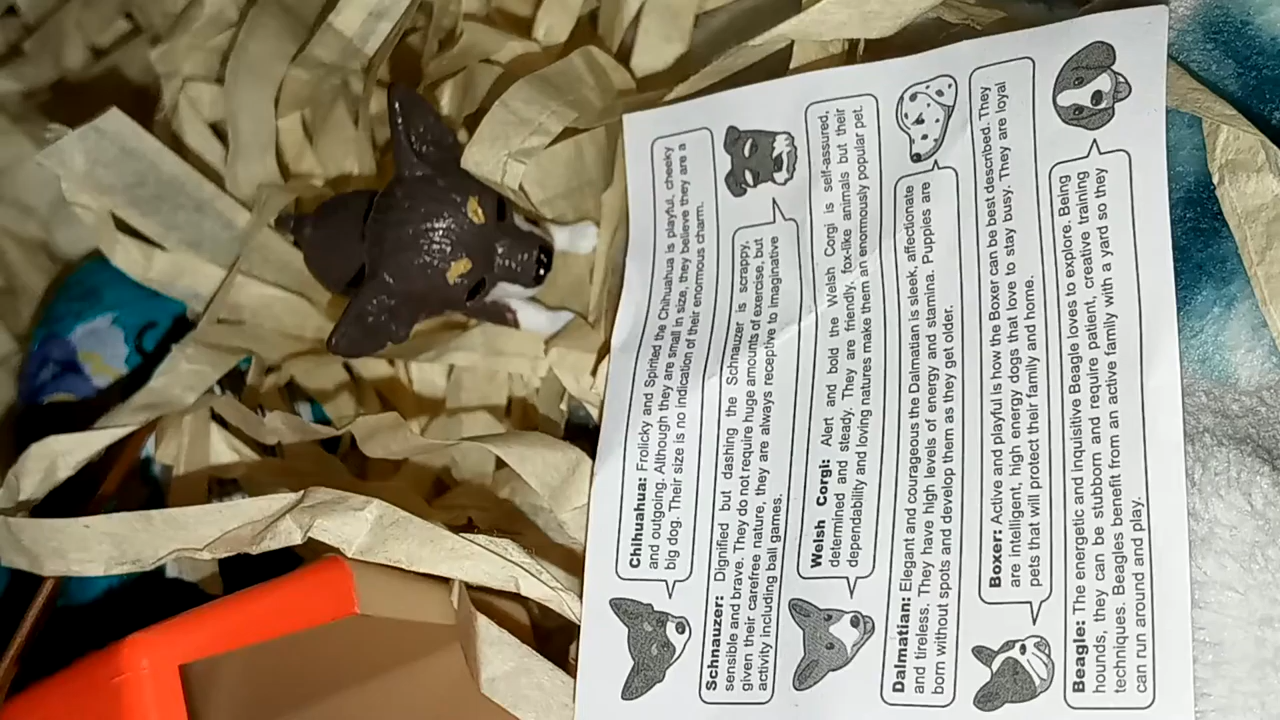 Chihuahua: Frolicky and Spirited the Chihuahua is playful, cheeky
and outgoing. Although they are small in size, they believe they are a
big dog. Their size is no indication of their enormous charm.
Schnauzer: Dignified but dashing the Schnauzer is scrappy,
sensible and brave. They do not require huge amounts of exercise, but
given their carefree nature, they are always receptive to imaginative
activity including ball games.
Welsh Corgi: Alert and bold the Welsh Corgi is self-assured,
determined and steady. They are friendly, fox-like animals but their
dependability and loving natures make them an enormously popular pet.
Dalmatian: Elegant and courageous the Dalmatian is sleek, affectionate
and tireless. They have high levels of energy and stamina. Puppies are
born without spots and develop them as they get older.
Boxer: Active and playful is how the Boxer can be best described. They
are intelligent, high energy dogs that love to stay busy. They are loyal
pets that will protect their family and home.
Beagle: The energetic and inquisitive Beagle loves to explore. Being
hounds, they can be stubborn and require patient, creative training
techniques. Beagles benefit from an active family with a yard so they
can run around and play.